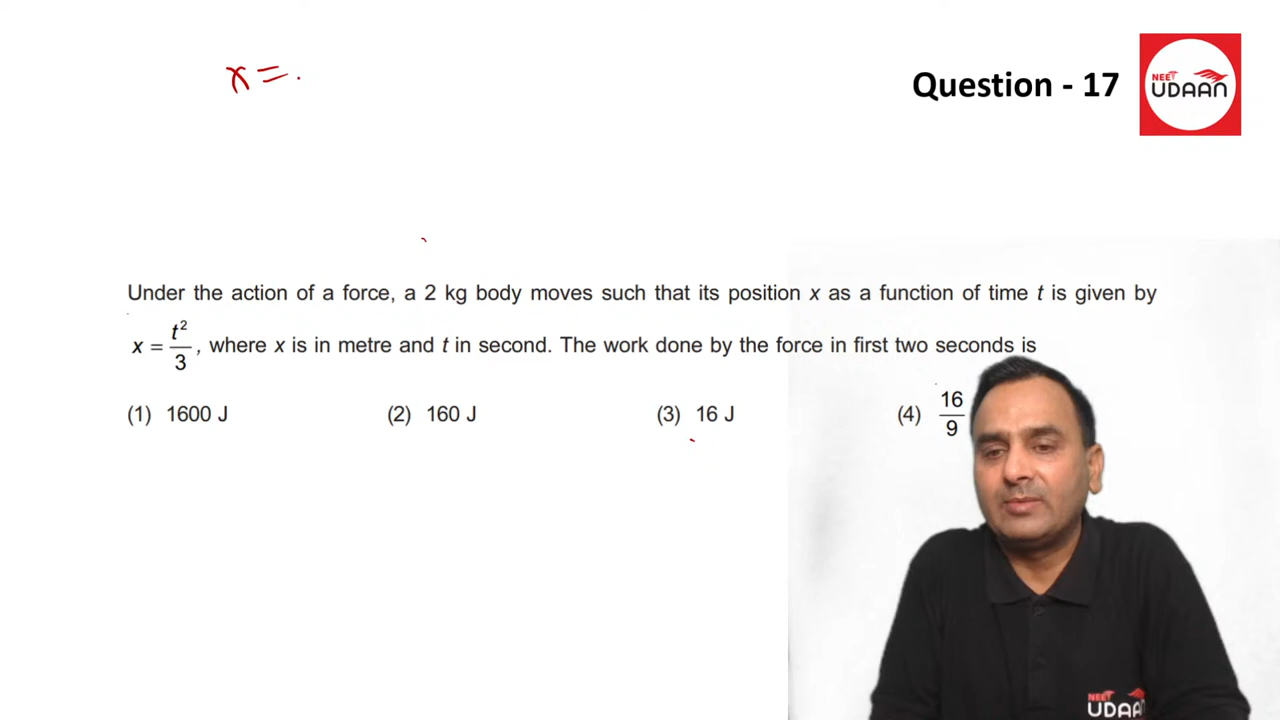 x = .
Question - 17
NEET
UDAAN
Under the action of a force, a 2 kg body moves such that its position x as a function of time t is given by
x = t²/3, where x is in metre and t in second. The work done by the force in first two seconds is
(1) 1600 J (2) 160 J (3) 16 J (4) 16/9
NEET
UDAAN